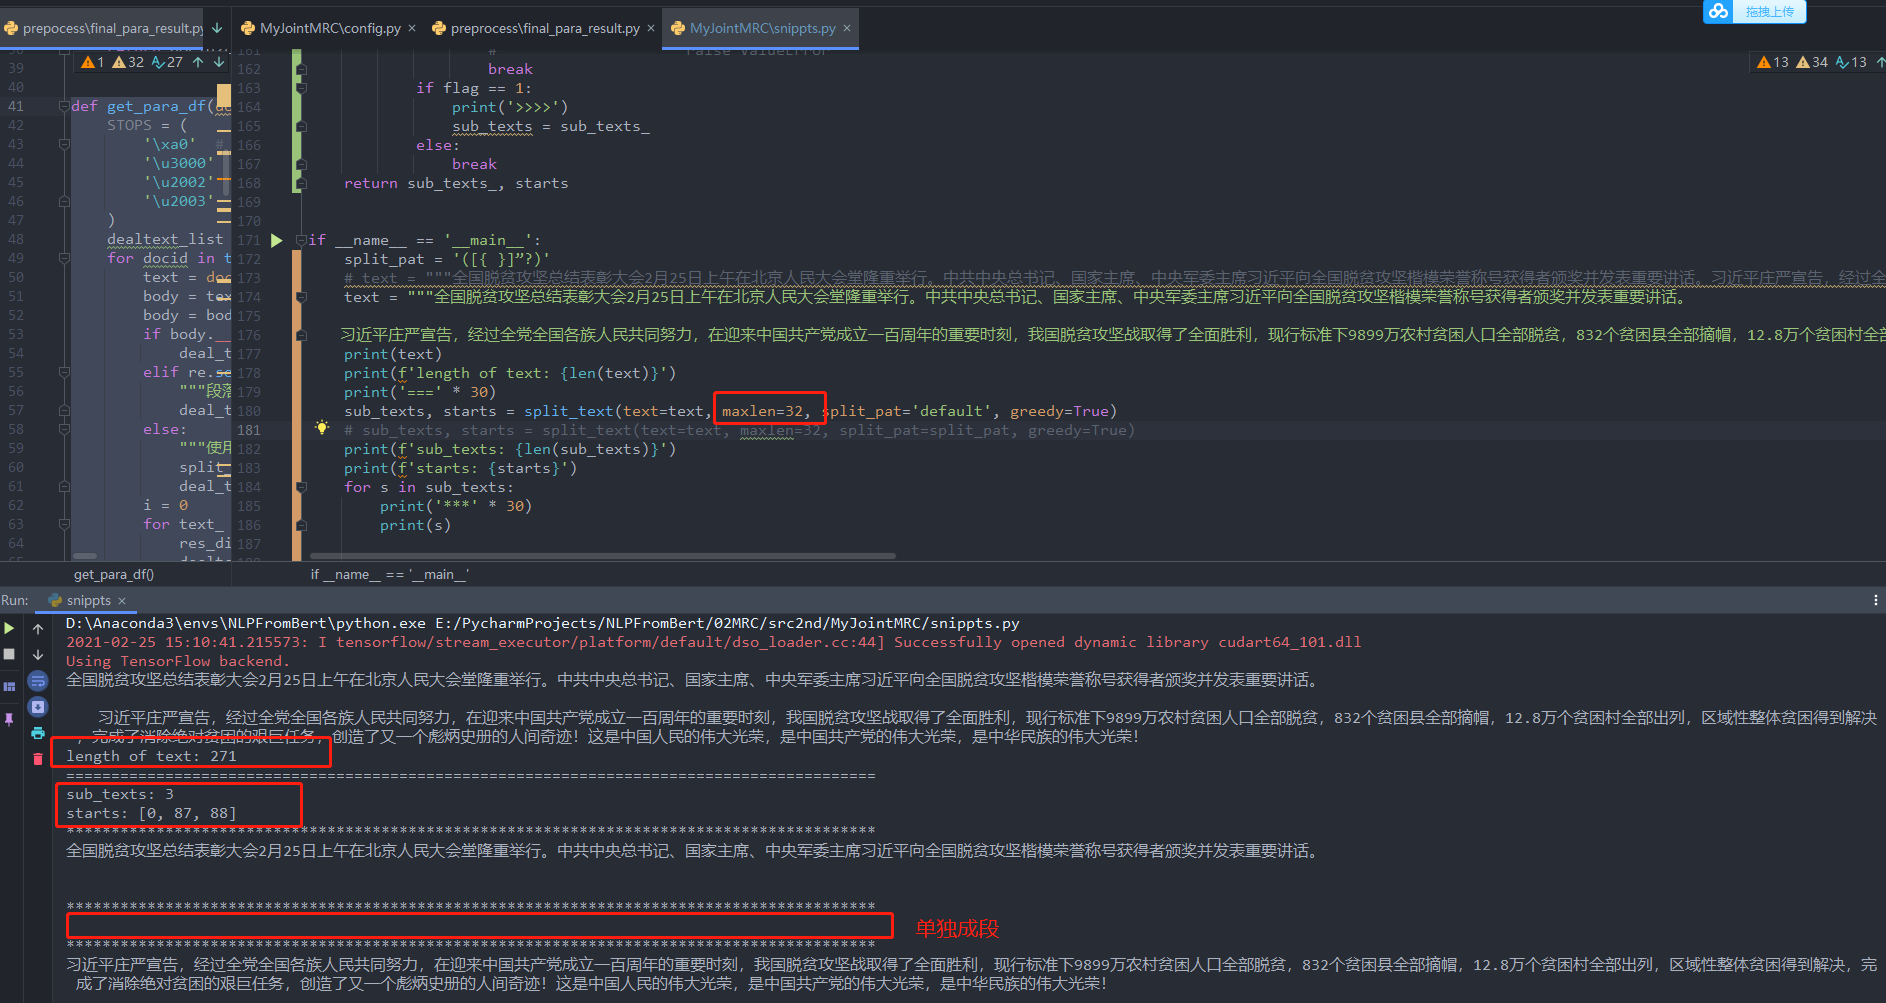 拖拽上传
prepocess\final_para_result.py
MyJointMRC\config.py ×
preprocess\final_para_result.py ×
MyJointMRC\snippts.py ×
1 32 27
39
40
41 def get_para_df(
42 STOPS = (
43 '\xa0' #
44 '\u3000'
45 '\u2002'
46 '\u2003'
47 )
48 dealtext_list
49 for docid in t
50 text = doc
51 body = tex
52 body = bod
53 if body.__
54 deal_t
55 elif re.se
56 """段落
57 deal_t
58 else:
59 """使用
60 split_
61 deal_t
62 i = 0
63 for text_
64 res_di
get_para_df()
13 34 13
161 # False ValueError
162 break
163 if flag == 1:
164 print('>>>>')
165 sub_texts = sub_texts_
166 else:
167 break
168 return sub_texts_, starts
169
170
171 if __name__ == '__main__':
172 split_pat = '([{ }]”?)'
173 # text = """全国脱贫攻坚总结表彰大会2月25日上午在北京人民大会堂隆重举行。中共中央总书记、国家主席、中央军委主席习近平向全国脱贫攻坚楷模荣誉称号获得者颁奖并发表重要讲话。习近平庄严宣告，经过全
174 text = """全国脱贫攻坚总结表彰大会2月25日上午在北京人民大会堂隆重举行。中共中央总书记、国家主席、中央军委主席习近平向全国脱贫攻坚楷模荣誉称号获得者颁奖并发表重要讲话。
175
176 习近平庄严宣告，经过全党全国各族人民共同努力，在迎来中国共产党成立一百周年的重要时刻，我国脱贫攻坚战取得了全面胜利，现行标准下9899万农村贫困人口全部脱贫，832个贫困县全部摘帽，12.8万个贫困村全
177 print(text)
178 print(f'length of text: {len(text)}')
179 print('===' * 30)
180 sub_texts, starts = split_text(text=text, maxlen=32, split_pat='default', greedy=True)
181 # sub_texts, starts = split_text(text=text, maxlen=32, split_pat=split_pat, greedy=True)
182 print(f'sub_texts: {len(sub_texts)}')
183 print(f'starts: {starts}')
184 for s in sub_texts:
185 print('***' * 30)
186 print(s)
187
if __name__ == '__main__'
Run: snippts ×
D:\Anaconda3\envs\NLPFromBert\python.exe E:/PycharmProjects/NLPFromBert/02MRC/src2nd/MyJointMRC/snippts.py
2021-02-25 15:10:41.215573: I tensorflow/stream_executor/platform/default/dso_loader.cc:44] Successfully opened dynamic library cudart64_101.dll
Using TensorFlow backend.
全国脱贫攻坚总结表彰大会2月25日上午在北京人民大会堂隆重举行。中共中央总书记、国家主席、中央军委主席习近平向全国脱贫攻坚楷模荣誉称号获得者颁奖并发表重要讲话。
习近平庄严宣告，经过全党全国各族人民共同努力，在迎来中国共产党成立一百周年的重要时刻，我国脱贫攻坚战取得了全面胜利，现行标准下9899万农村贫困人口全部脱贫，832个贫困县全部摘帽，12.8万个贫困村全部出列，区域性整体贫困得到解决
，完成了消除绝对贫困的艰巨任务，创造了又一个彪炳史册的人间奇迹！这是中国人民的伟大光荣，是中国共产党的伟大光荣，是中华民族的伟大光荣！
length of text: 271
==========================================================================================
sub_texts: 3
starts: [0, 87, 88]
******************************************************************************************
全国脱贫攻坚总结表彰大会2月25日上午在北京人民大会堂隆重举行。中共中央总书记、国家主席、中央军委主席习近平向全国脱贫攻坚楷模荣誉称号获得者颁奖并发表重要讲话。
******************************************************************************************
单独成段
******************************************************************************************
习近平庄严宣告，经过全党全国各族人民共同努力，在迎来中国共产党成立一百周年的重要时刻，我国脱贫攻坚战取得了全面胜利，现行标准下9899万农村贫困人口全部脱贫，832个贫困县全部摘帽，12.8万个贫困村全部出列，区域性整体贫困得到解决，完
成了消除绝对贫困的艰巨任务，创造了又一个彪炳史册的人间奇迹！这是中国人民的伟大光荣，是中国共产党的伟大光荣，是中华民族的伟大光荣！